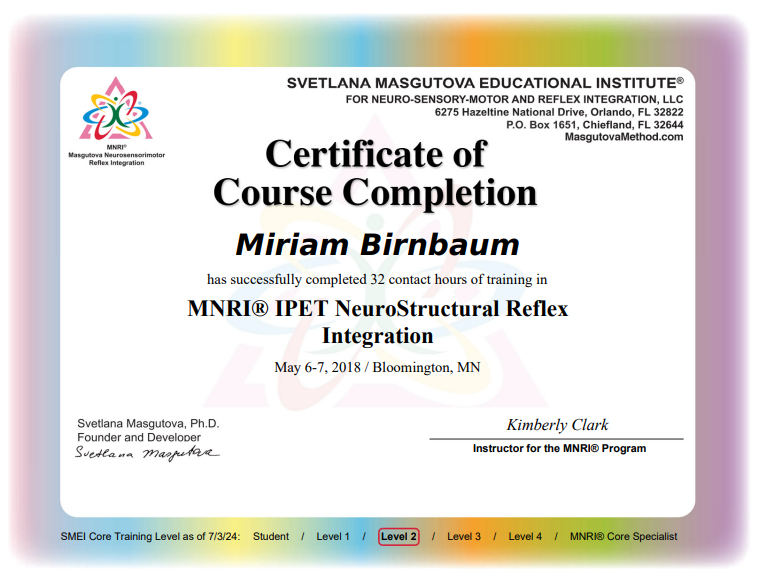 SVETLANA MASGUTOVA EDUCATIONAL INSTITUTE®
FOR NEURO-SENSORY-MOTOR AND REFLEX INTEGRATION, LLC
6275 Hazeltine National Drive, Orlando, FL 32822
P.O. Box 1651, Chiefland, FL 32644
MasgutovaMethod.com
MNRI®
Masgutova Neurosensorimotor
Reflex Integration
Certificate of
Course Completion
Miriam Birnbaum
has successfully completed 32 contact hours of training in
MNRI® IPET NeuroStructural Reflex
Integration
May 6-7, 2018 / Bloomington, MN
Svetlana Masgutova, Ph.D.
Founder and Developer
Svetlana Masgutova
Kimberly Clark
Instructor for the MNRI® Program
SMEI Core Training Level as of 7/3/24: Student / Level 1 / Level 2 / Level 3 / Level 4 / MNRI® Core Specialist